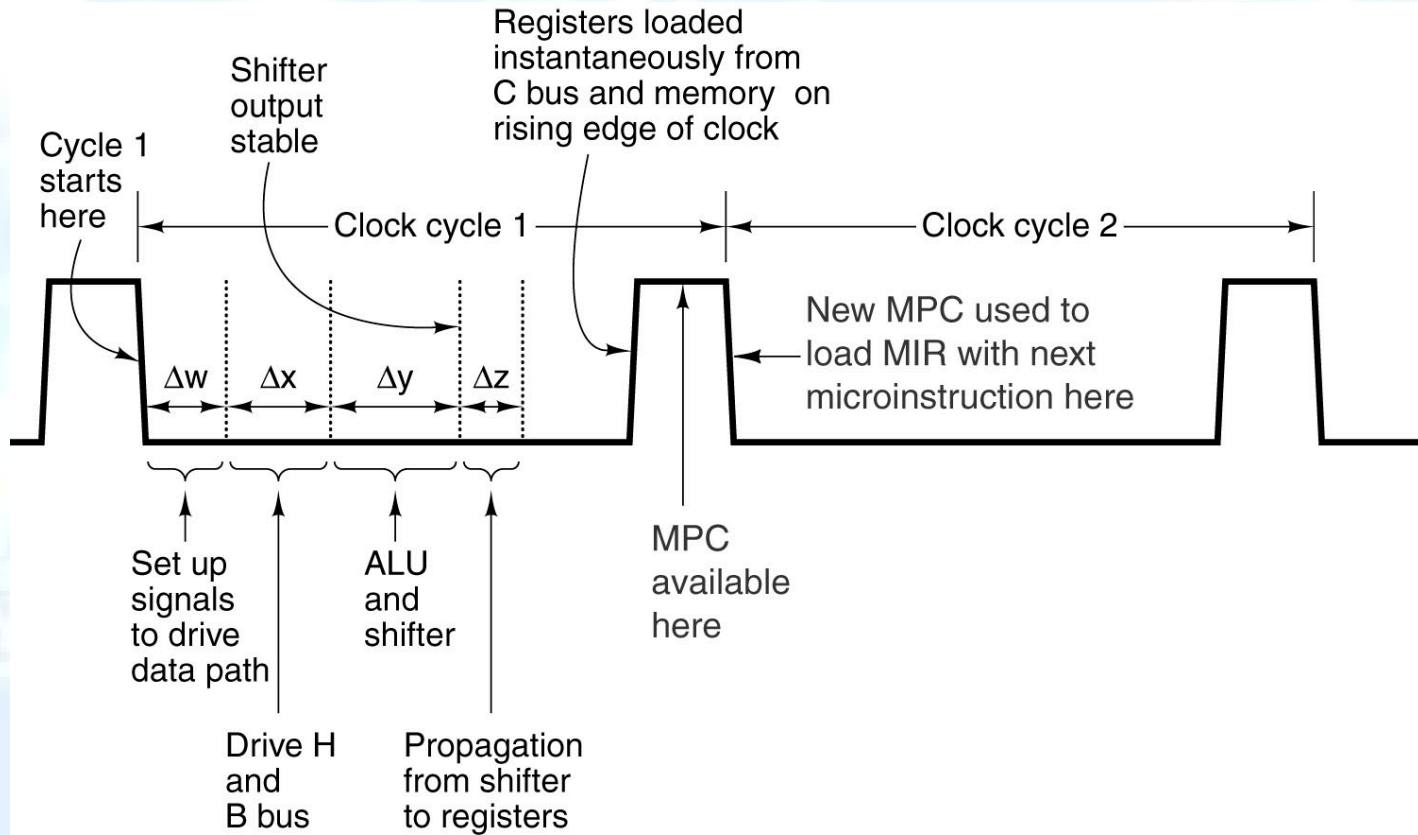 Registers loaded
instantaneously from
C bus and memory on
rising edge of clock
Shifter
output
stable
Cycle 1
starts
here
Clock cycle 1
Clock cycle 2
New MPC used to
load MIR with next
microinstruction here
Δw
Δx
Δy
Δz
MPC
available
here
Set up
signals
to drive
data path
ALU
and
shifter
Drive H
and
B bus
Propagation
from shifter
to registers